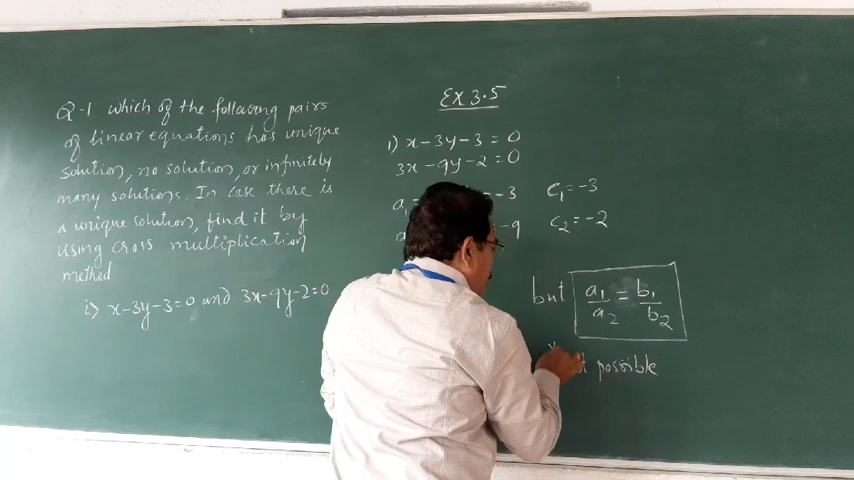 Q-1 which of the following pairs
of linear equations has unique
solution, no solution, or infinitely
many solutions. In case there is
a unique solution, find it by
using cross multiplication
method
i> x-3y-3=0 and 3x-9y-2=0
Ex 3.5
1) x-3y-3=0
3x-9y-2=0
a₁= =-3 c₁=-3
a -9 c₂=-2
but a₁/a₂ = b₁/b₂
possible